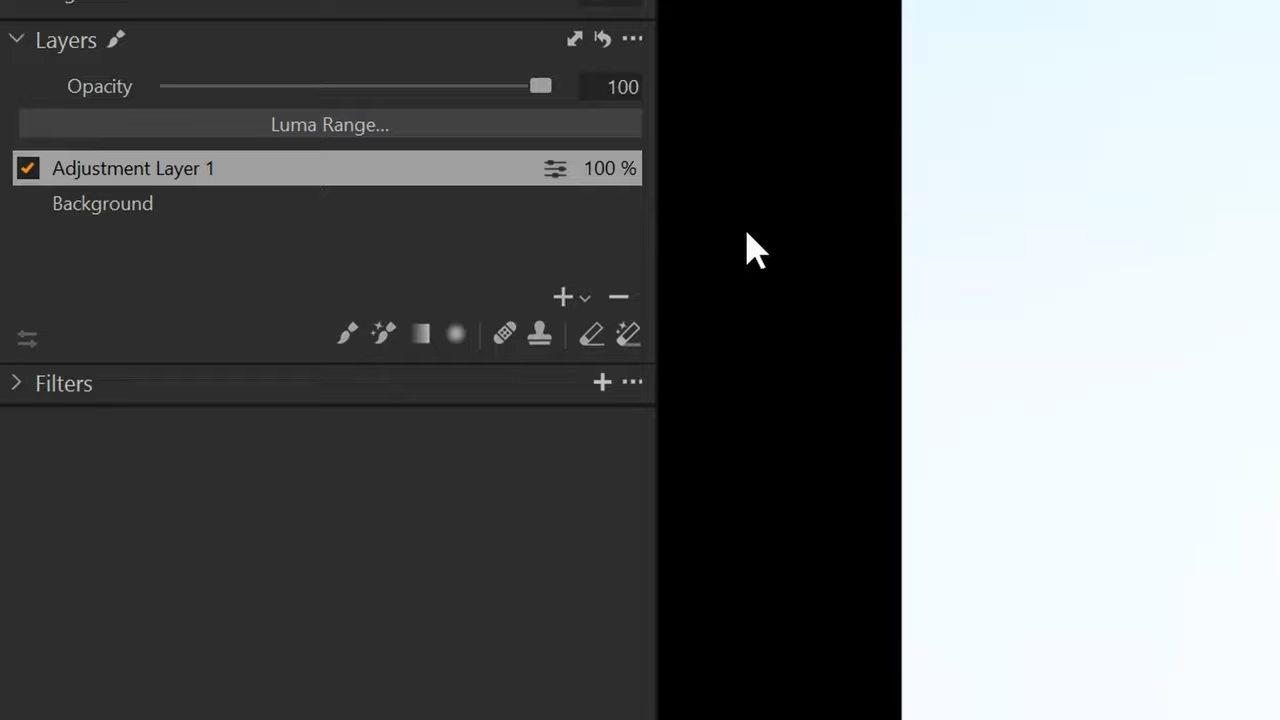 Layers
Opacity 100
Luma Range...
Adjustment Layer 1 100 %
Background
Filters